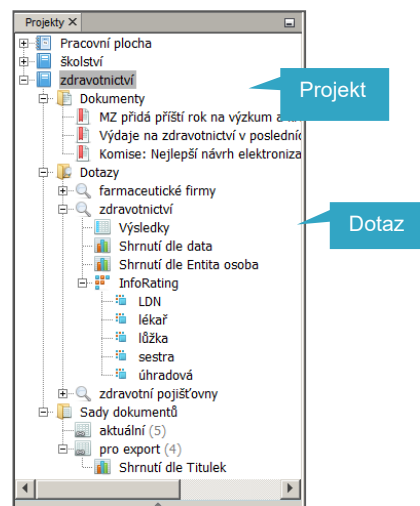 Projekty
Pracovní plocha
školství
zdravotnictví
Projekt
Dokumenty
MZ přidá příští rok na výzkum a
Výdaje na zdravotnictví v poslední
Komise: Nejlepší návrh elektroniza
Dotazy
farmaceutické firmy
zdravotnictví
Dotaz
Výsledky
Shrnutí dle data
Shrnutí dle Entita osoba
InfoRating
LDN
lékař
lůžka
sestra
úhradová
zdravotní pojišťovny
Sady dokumentů
aktuální (5)
pro export (4)
Shrnutí dle Titulek